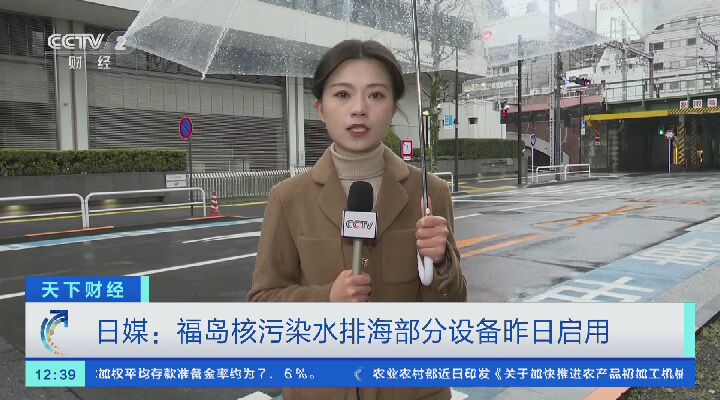 CCTV 2
财经
CCTV
天下财经
日媒：福岛核污染水排海部分设备昨日启用
12:39 加权平均存款准备金率约为7．6％。 农业农村部近日印发《关于加快推进农产品初加工机械